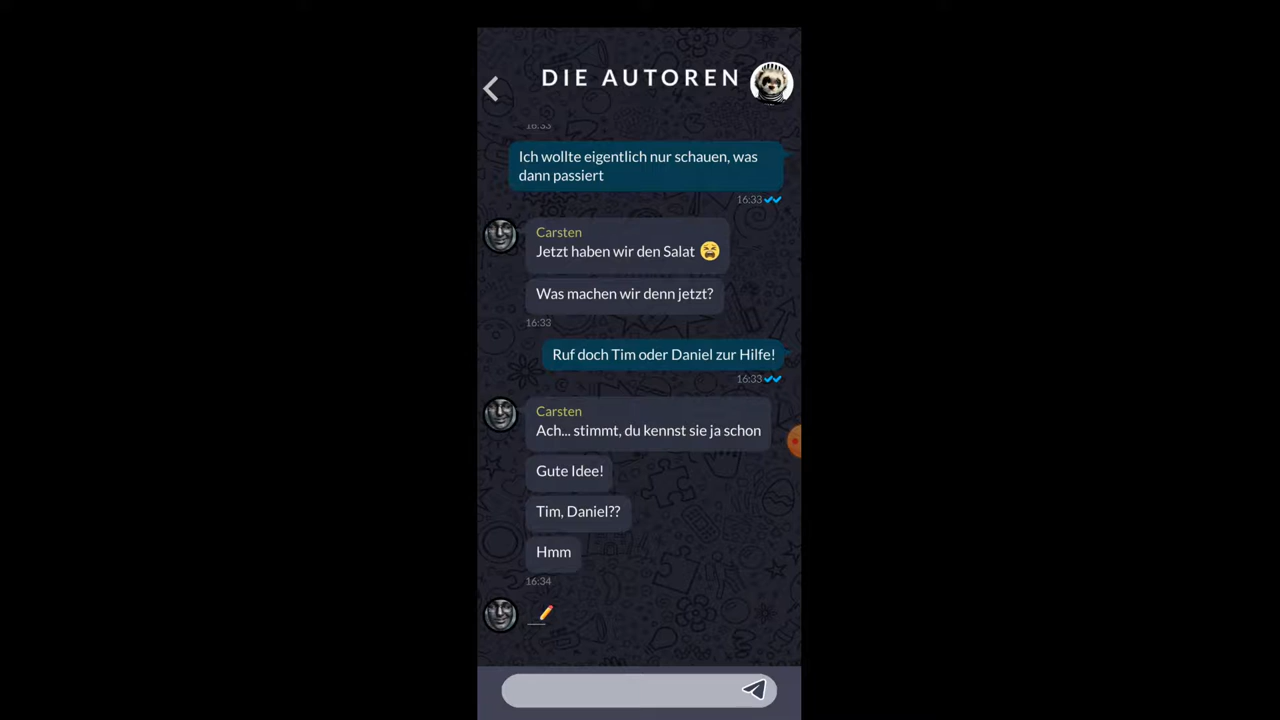 DIE AUTOREN
16:33
Ich wollte eigentlich nur schauen, was
dann passiert
16:33
Carsten
Jetzt haben wir den Salat 😫
Was machen wir denn jetzt?
16:33
Ruf doch Tim oder Daniel zur Hilfe!
16:33
Carsten
Ach... stimmt, du kennst sie ja schon
Gute Idee!
Tim, Daniel??
Hmm
16:34